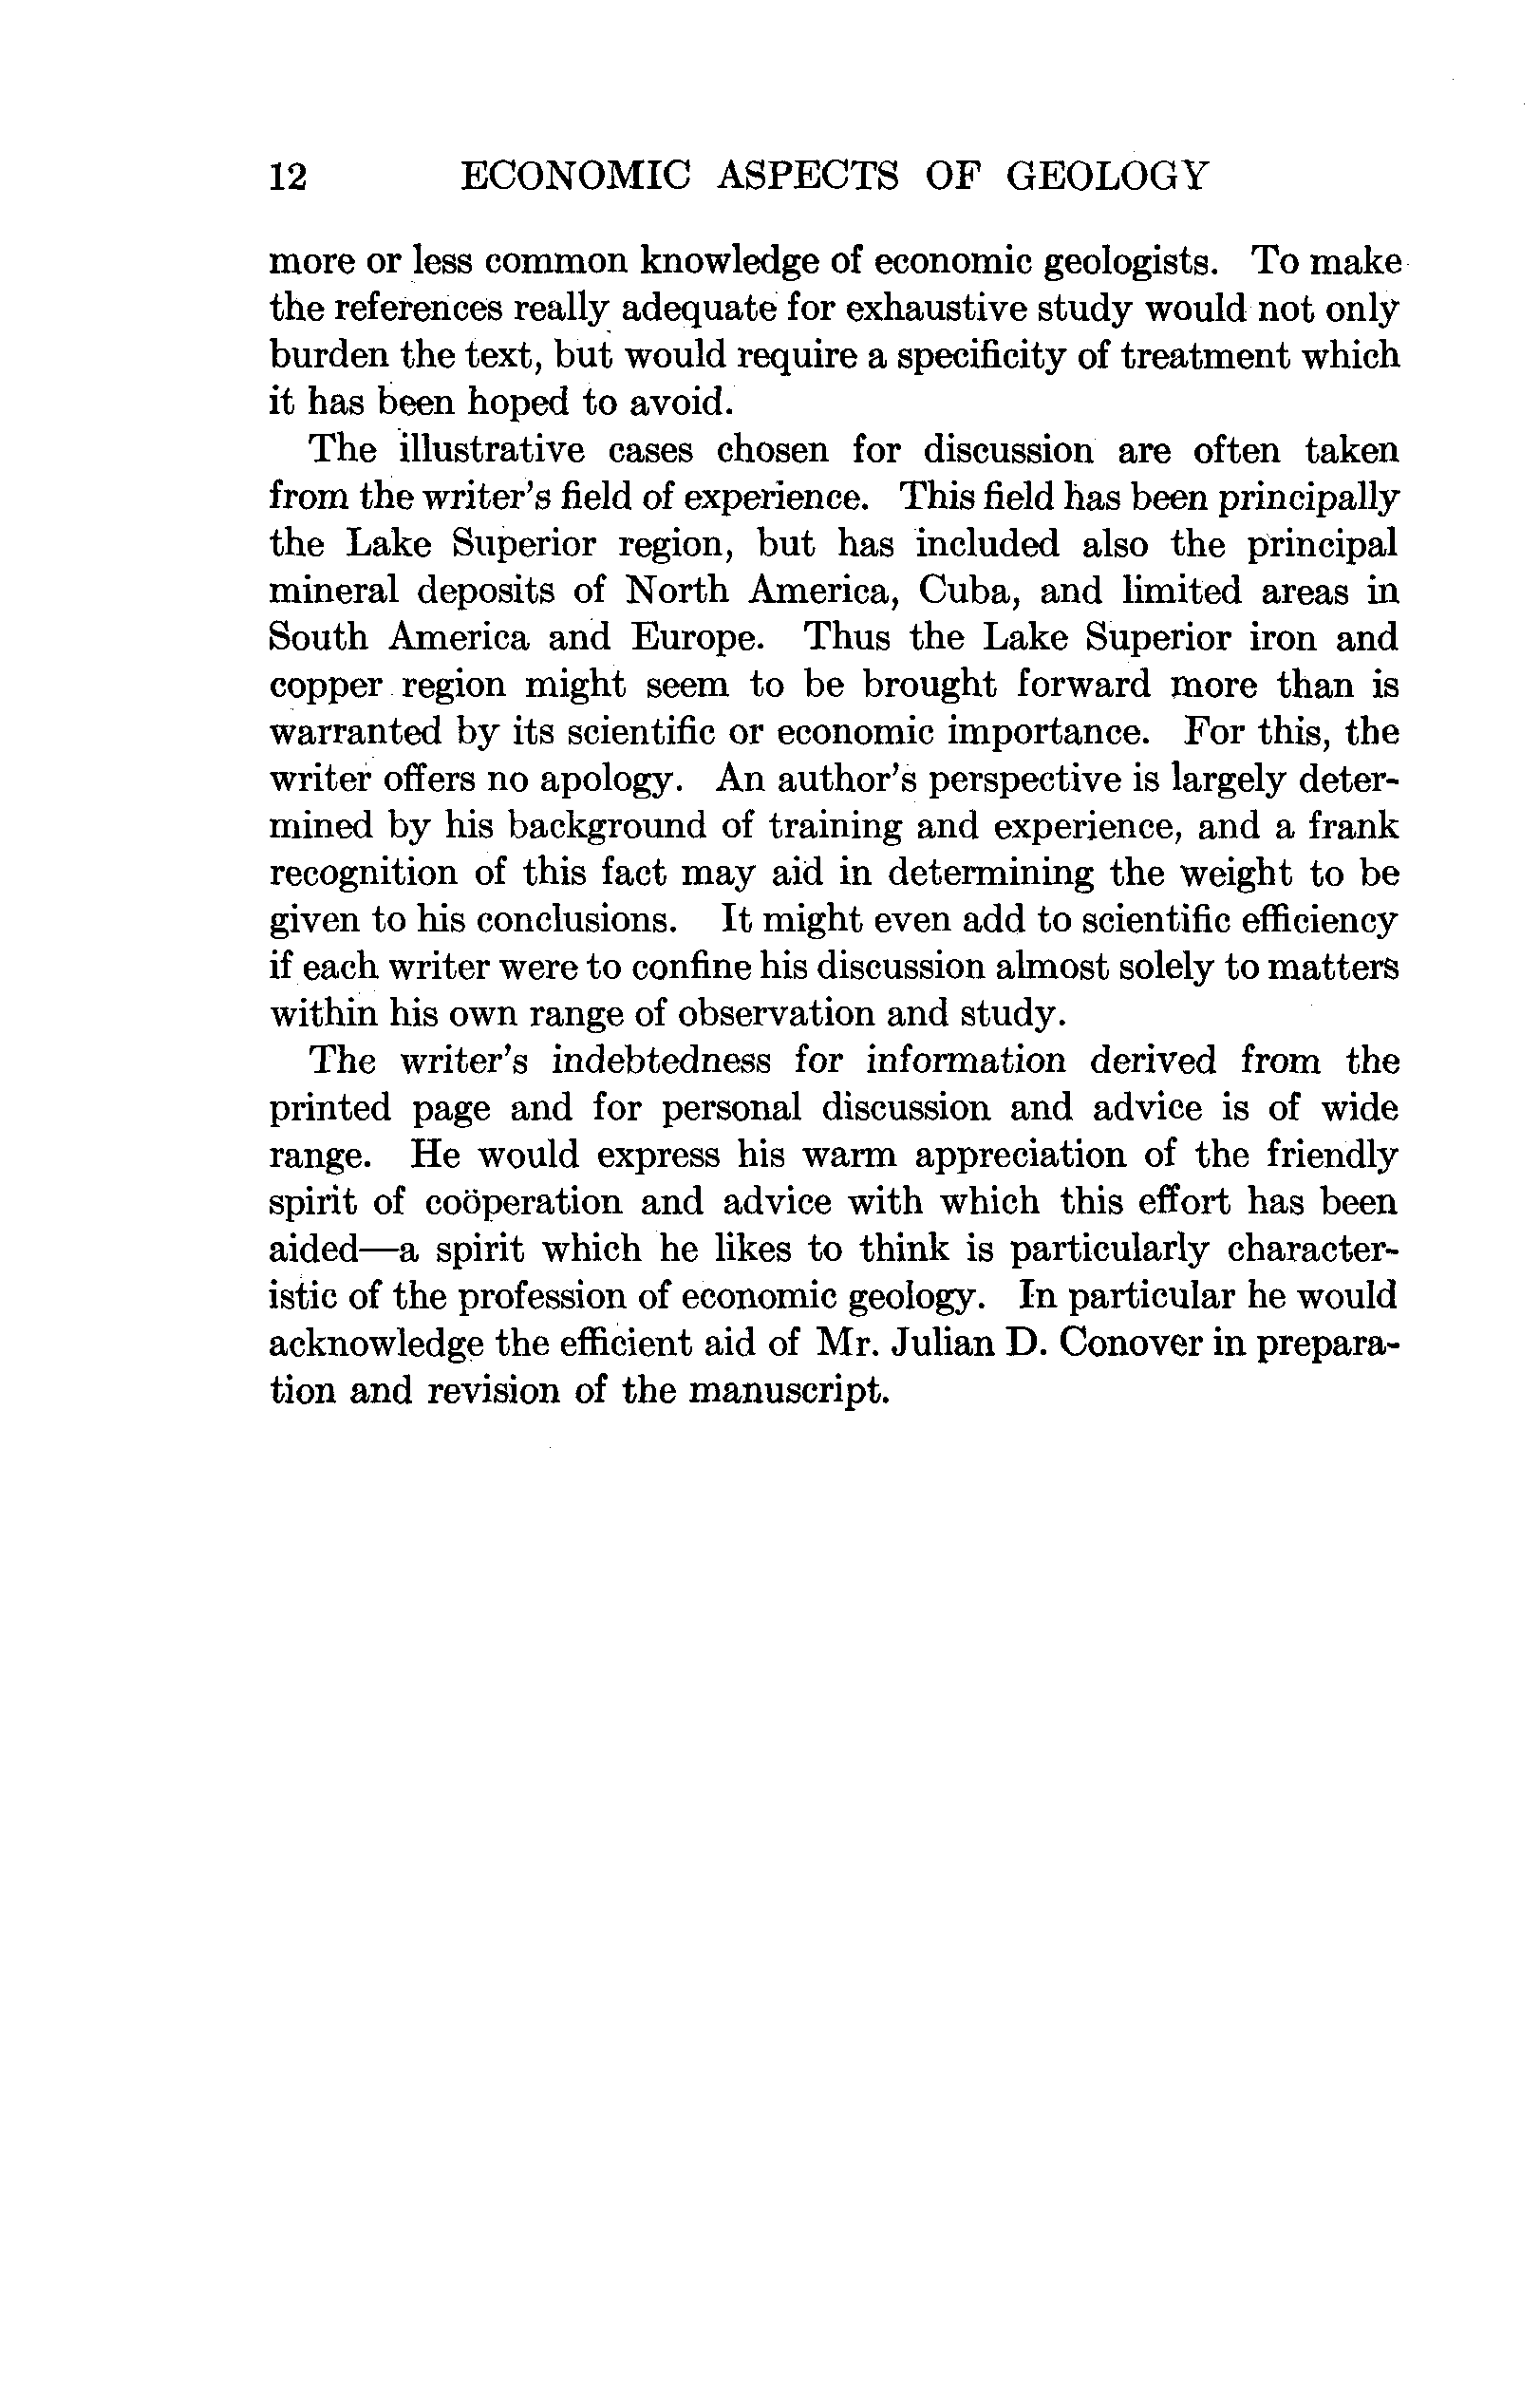 12 ECONOMIC ASPECTS OF GEOLOGY
more or less common knowledge of economic geologists. To make
the references really adequate for exhaustive study would not only
burden the text, but would require a specificity of treatment which
it has been hoped to avoid.
The illustrative cases chosen for discussion are often taken
from the writer's field of experience. This field has been principally
the Lake Superior region, but has included also the principal
mineral deposits of North America, Cuba, and limited areas in
South America and Europe. Thus the Lake Superior iron and
copper region might seem to be brought forward more than is
warranted by its scientific or economic importance. For this, the
writer offers no apology. An author's perspective is largely deter-
mined by his background of training and experience, and a frank
recognition of this fact may aid in determining the weight to be
given to his conclusions. It might even add to scientific efficiency
if each writer were to confine his discussion almost solely to matters
within his own range of observation and study.
The writer's indebtedness for information derived from the
printed page and for personal discussion and advice is of wide
range. He would express his warm appreciation of the friendly
spirit of coöperation and advice with which this effort has been
aided—a spirit which he likes to think is particularly character-
istic of the profession of economic geology. In particular he would
acknowledge the efficient aid of Mr. Julian D. Conover in prepara-
tion and revision of the manuscript.